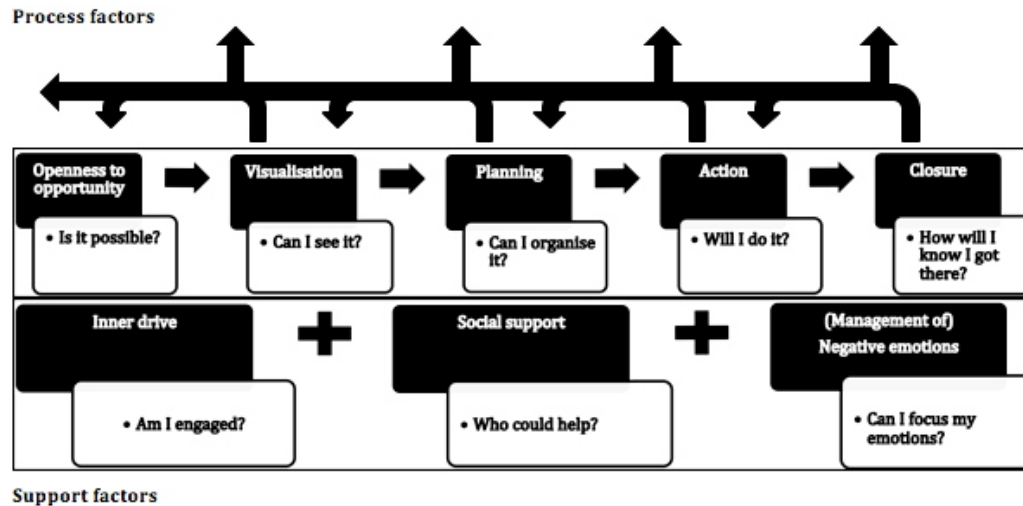 Process factors
Openness to
opportunity
• Is it possible?
Visualisation
• Can I see it?
Planning
• Can I organise
it?
Action
• Will I do it?
Closure
• How will I
know I got
there?
Inner drive
• Am I engaged?
Social support
• Who could help?
(Management of)
Negative emotions
• Can I focus my
emotions?
Support factors